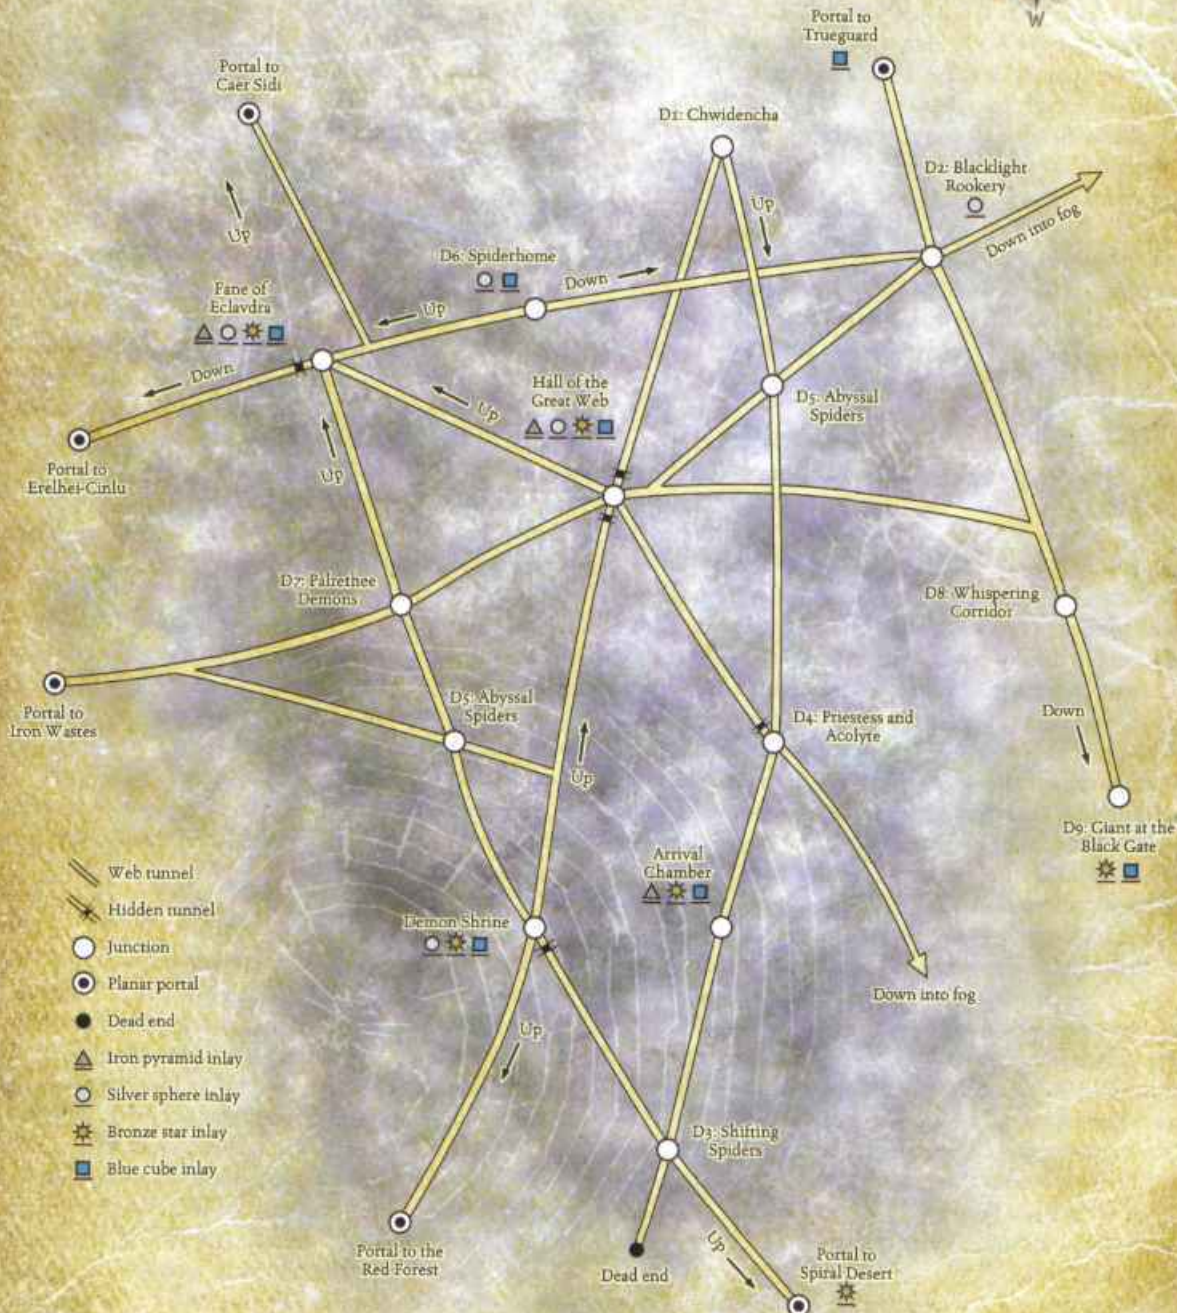 W
Portal to
Trueguard
Portal to
Caer Sidi
D1: Chwidencha
D2: Blacklight
Rookery
Up
Up
Down into fog
D6: Spiderhome
Down
Fane of
Eclavdra
Up
Down
Hall of the
Great Web
Up
D5: Abyssal
Spiders
Portal to
Erelhei-Cinlu
Up
D7: Palrethee
Demons
D8: Whispering
Corridor
Portal to
Iron Wastes
D5: Abyssal
Spiders
D4: Priestess and
Acolyte
Down
Up
D9: Giant at the
Black Gate
Arrival
Chamber
Web tunnel
Hidden tunnel
Junction
Planar portal
Dead end
Iron pyramid inlay
Silver sphere inlay
Bronze star inlay
Blue cube inlay
Demon Shrine
Down into fog
Up
D3: Shifting
Spiders
Portal to the
Red Forest
Dead end
Up
Portal to
Spiral Desert